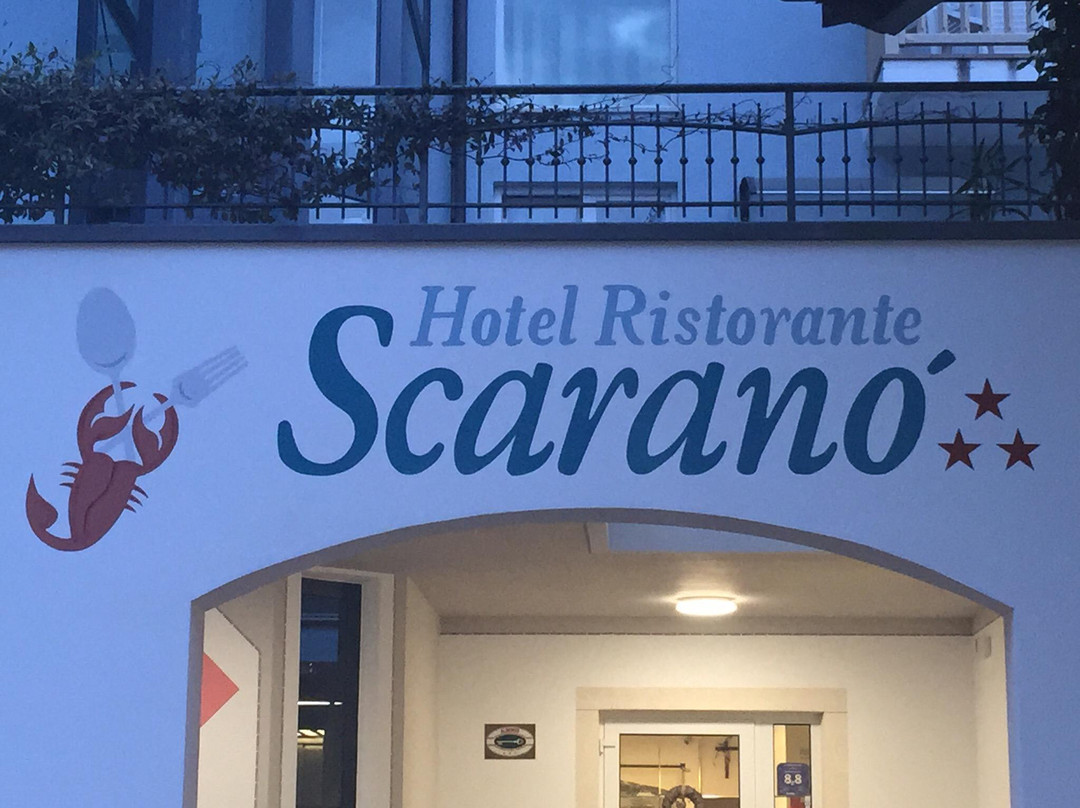 Hotel Ristorante
Scaranó
8,8